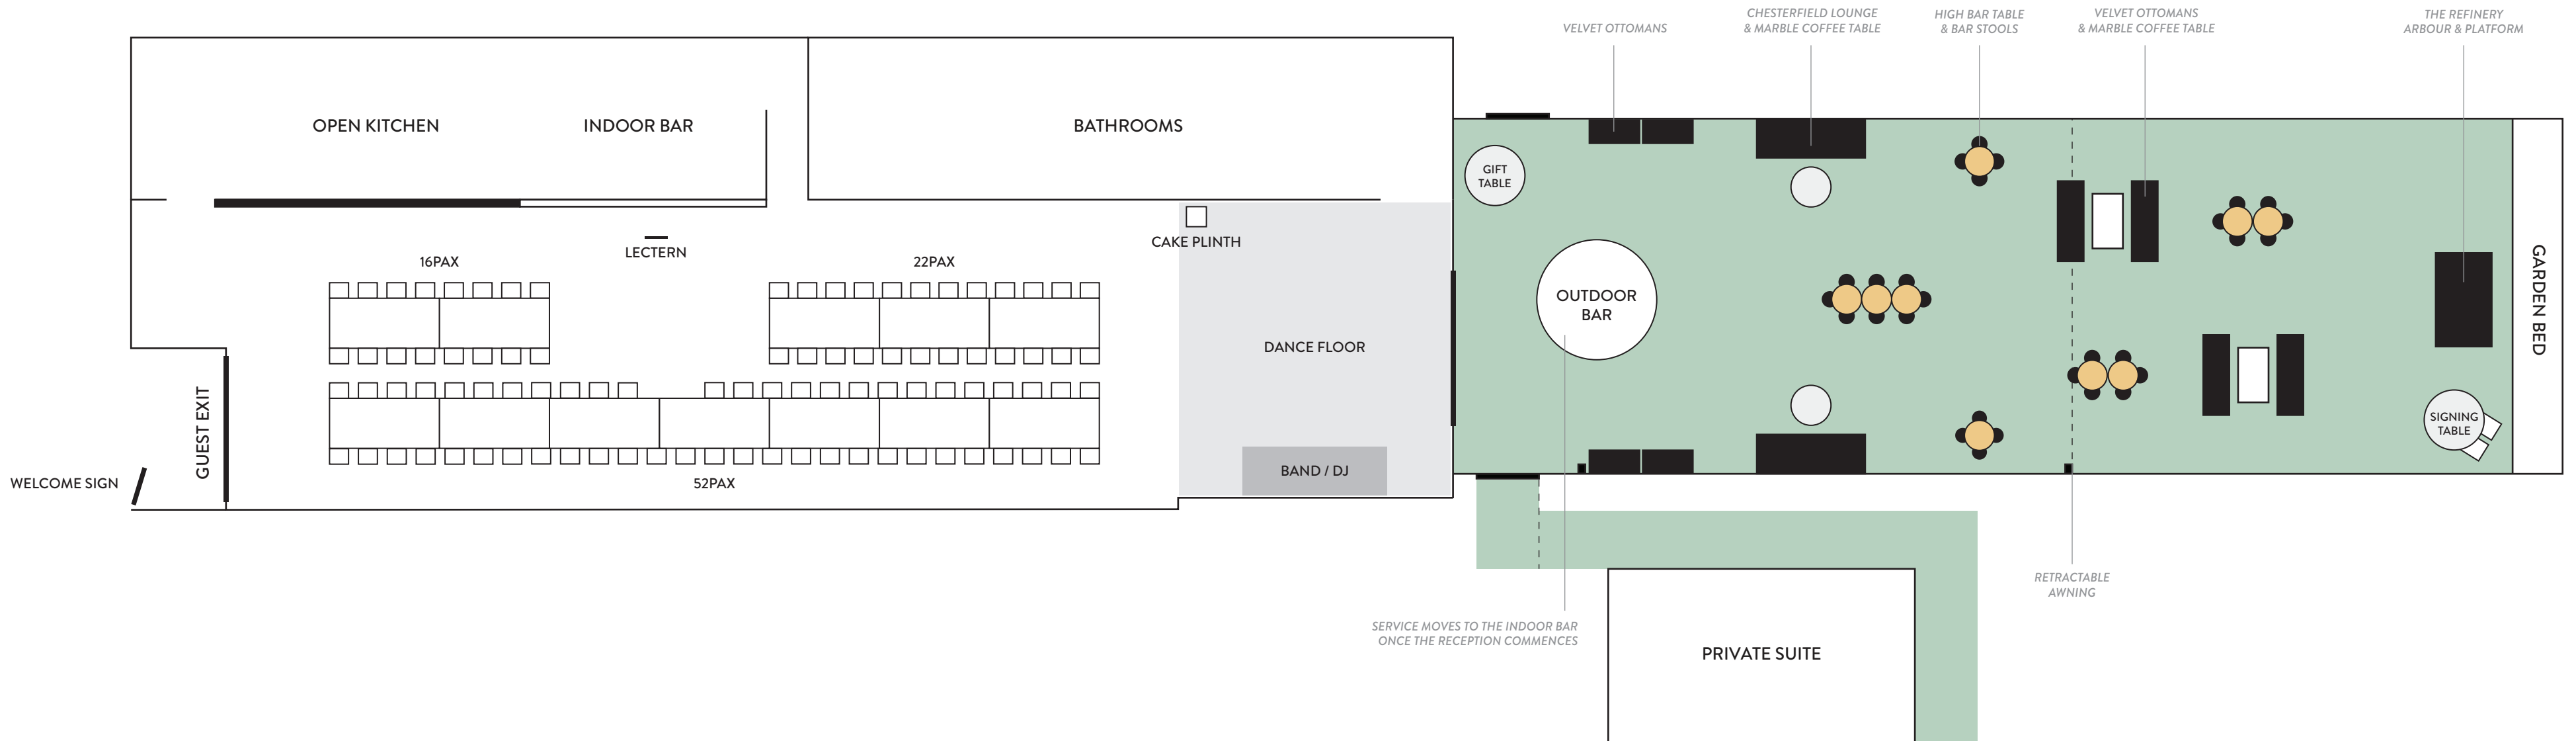 VELVET OTTOMANS
CHESTERFIELD LOUNGE
& MARBLE COFFEE TABLE
HIGH BAR TABLE
& BAR STOOLS
VELVET OTTOMANS
& MARBLE COFFEE TABLE
THE REFINERY
ARBOUR & PLATFORM
OPEN KITCHEN
INDOOR BAR
BATHROOMS
GIFT
TABLE
LECTERN
CAKE PLINTH
16PAX
22PAX
OUTDOOR
BAR
GARDEN BED
DANCE FLOOR
GUEST EXIT
SIGNING
TABLE
BAND / DJ
WELCOME SIGN
52PAX
RETRACTABLE
AWNING
SERVICE MOVES TO THE INDOOR BAR
ONCE THE RECEPTION COMMENCES
PRIVATE SUITE